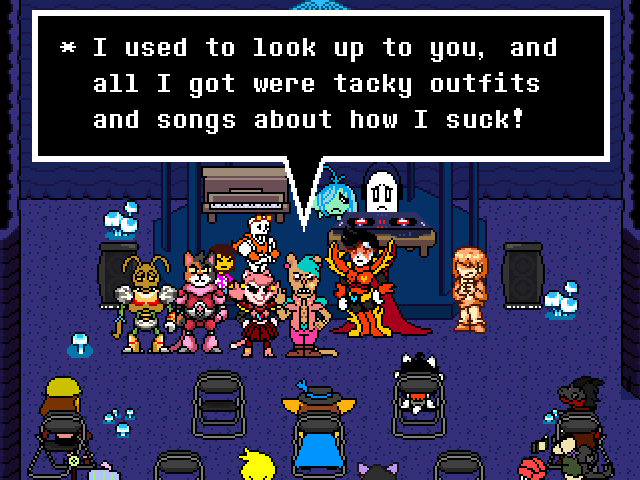 * I used to look up to you, and
all I got were tacky outfits
and songs about how I suck!